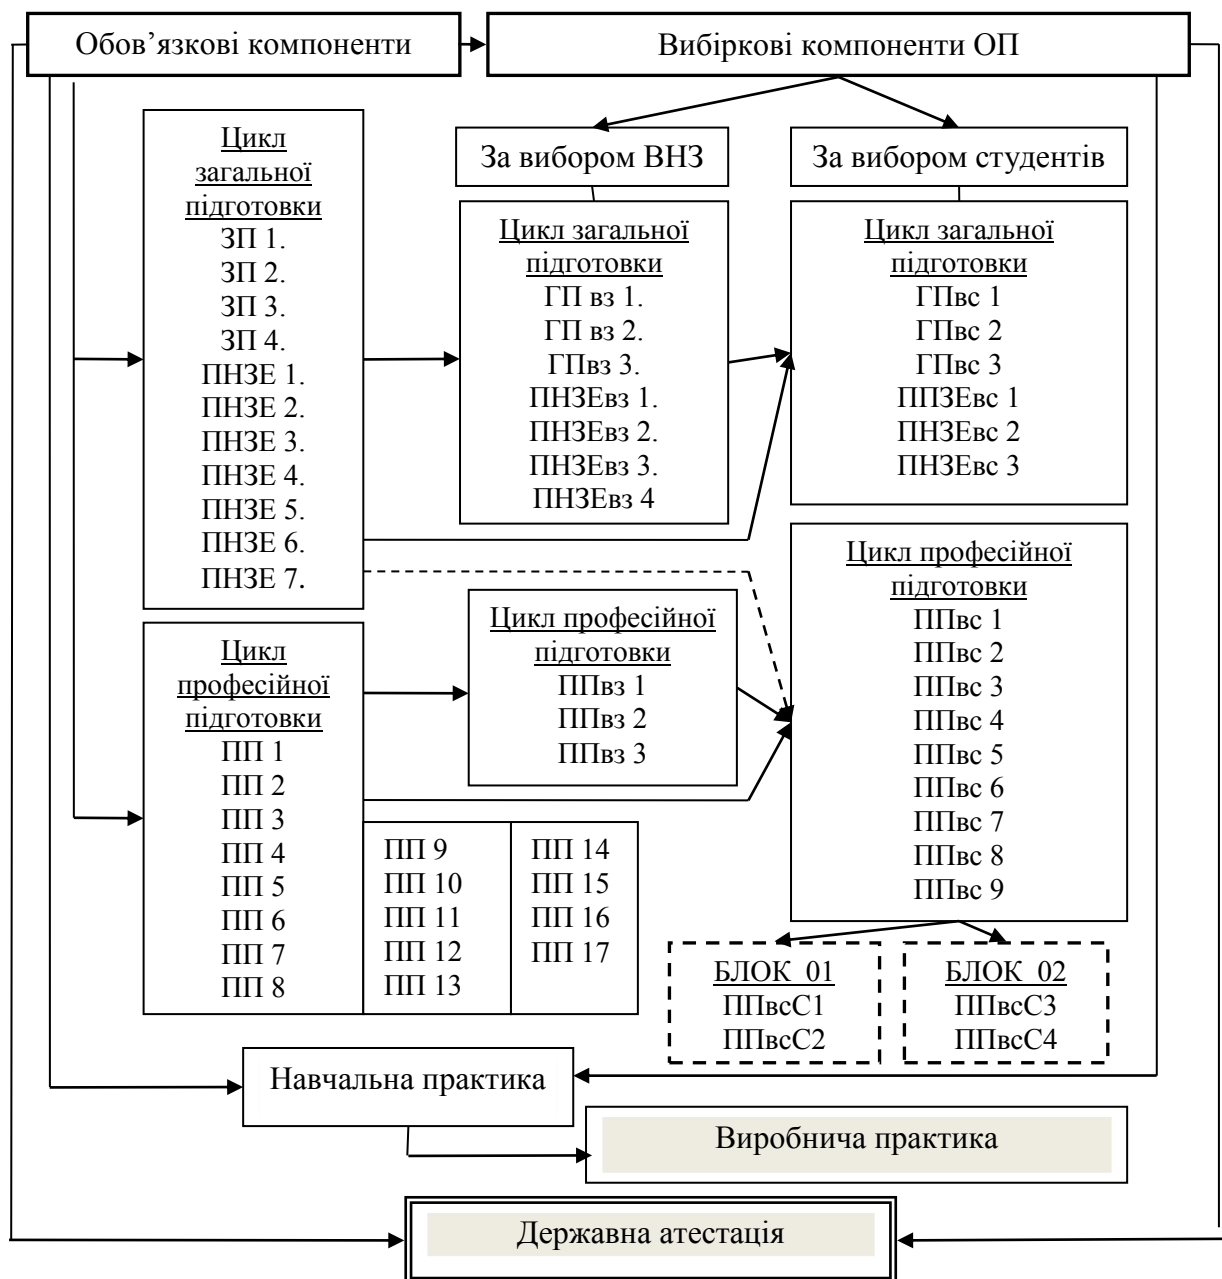 Обов’язкові компоненти
Вибіркові компоненти ОП
За вибором ВНЗ
За вибором студентів
Цикл
загальної
підготовки
ЗП 1.
ЗП 2.
ЗП 3.
ЗП 4.
ПНЗЕ 1.
ПНЗЕ 2.
ПНЗЕ 3.
ПНЗЕ 4.
ПНЗЕ 5.
ПНЗЕ 6.
ПНЗЕ 7.
Цикл загальної
підготовки
ГП вз 1.
ГП вз 2.
ГПвз 3.
ПНЗЕвз 1.
ПНЗЕвз 2.
ПНЗЕвз 3.
ПНЗЕвз 4
Цикл загальної
підготовки
ГПвс 1
ГПвс 2
ГПвс 3
ППЗЕвс 1
ПНЗЕвс 2
ПНЗЕвс 3
Цикл
професійної
підготовки
ПП 1
ПП 2
ПП 3
ПП 4
ПП 5
ПП 6
ПП 7
ПП 8
ПП 9
ПП 10
ПП 11
ПП 12
ПП 13
ПП 14
ПП 15
ПП 16
ПП 17
Цикл професійної
підготовки
ППвз 1
ППвз 2
ППвз 3
Цикл професійної
підготовки
ППвс 1
ППвс 2
ППвс 3
ППвс 4
ППвс 5
ППвс 6
ППвс 7
ППвс 8
ППвс 9
БЛОК 01
ППвсС1
ППвсС2
БЛОК 02
ППвсС3
ППвсС4
Навчальна практика
Виробнича практика
Державна атестація